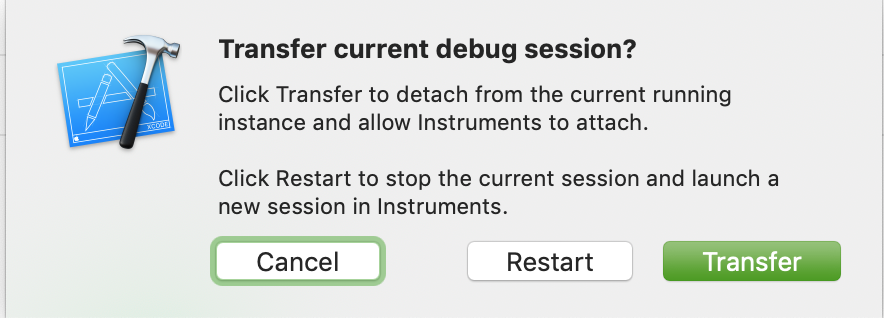 Transfer current debug session?
Click Transfer to detach from the current running
instance and allow Instruments to attach.
Click Restart to stop the current session and launch a
new session in Instruments.
XCODE
Cancel
Restart
Transfer